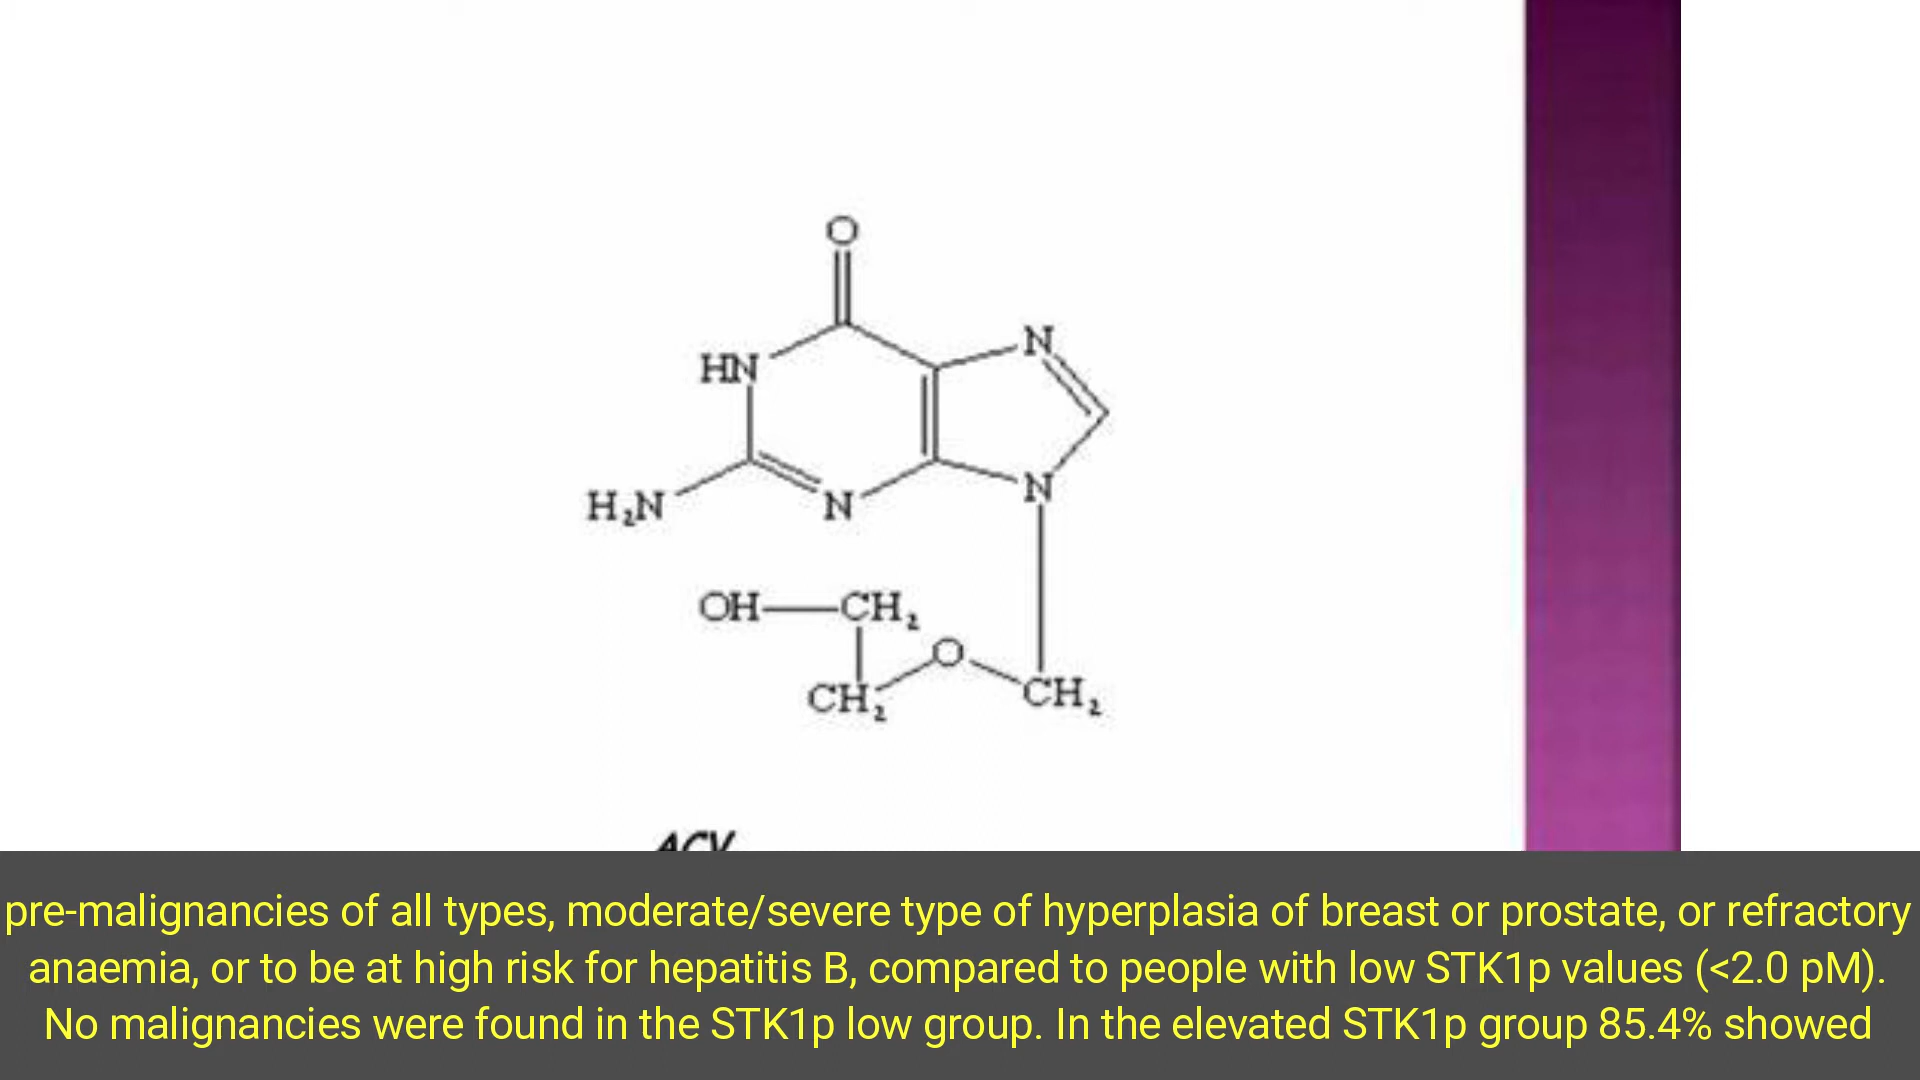 O
HN
N
H₂N
N
N
OH
CH₂
O
CH₂
CH₂
ACV
pre-malignancies of all types, moderate/severe type of hyperplasia of breast or prostate, or refractory
anaemia, or to be at high risk for hepatitis B, compared to people with low STK1p values (<2.0 pM).
No malignancies were found in the STK1p low group. In the elevated STK1p group 85.4% showed